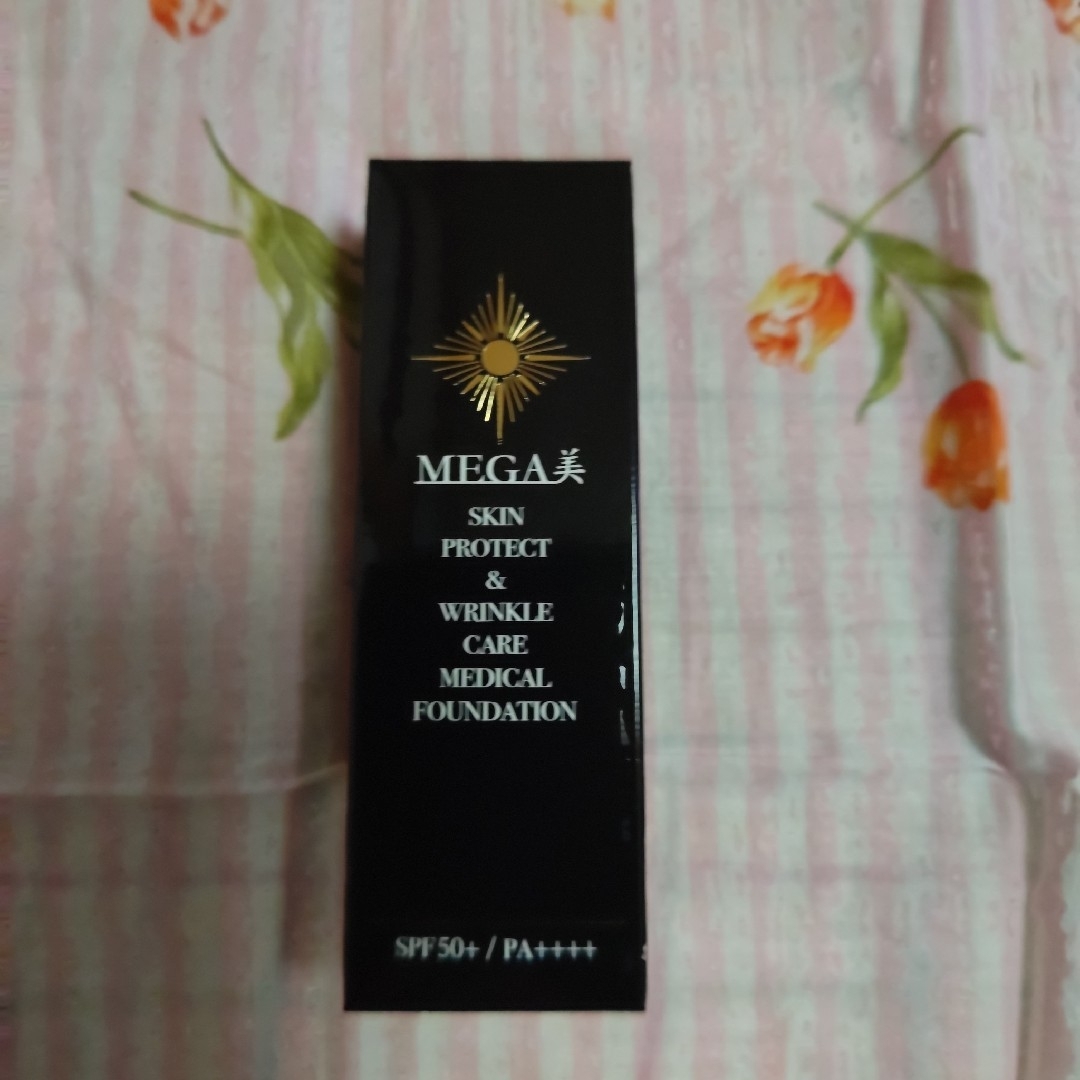 MEGA美
SKIN
PROTECT
&
WRINKLE
CARE
MEDICAL
FOUNDATION
SPF50+ / PA++++